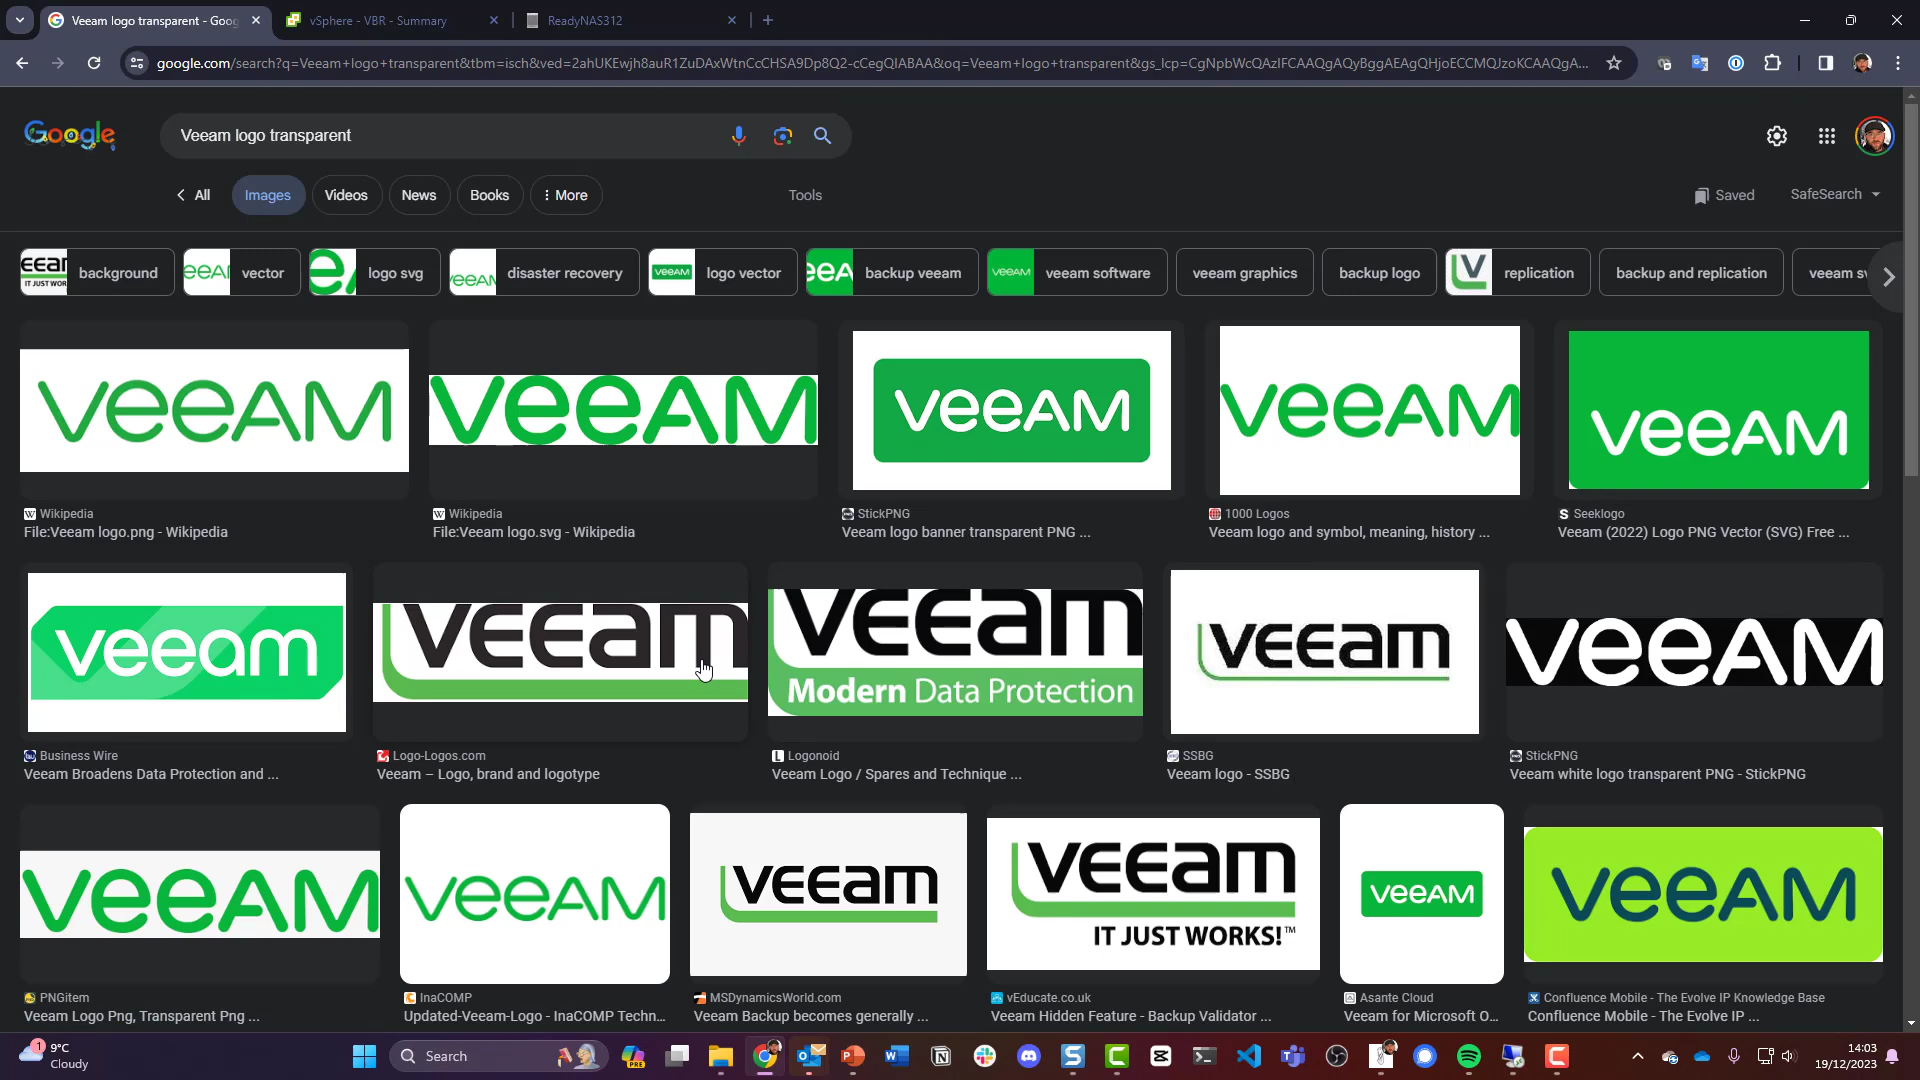 Veeam logo transparent - Goog
vSphere - VBR - Summary
ReadyNAS312
google.com/search?q=Veeam+logo+transparent&tbm=isch&ved=2ahUKEwjh8auR1ZuDAxWtnCcCHSA9Dp8Q2-cCegQIABAA&oq=Veeam+logo+transparent&gs_lcp=CgNpbWcQAzIFCAAQgAQyBggAEAgQHjoECCMQJzoKCAAQgA...
Google
Veeam logo transparent
All
Images
Videos
News
Books
More
Tools
Saved
SafeSearch
background
vector
logo svg
disaster recovery
logo vector
backup veeam
veeam software
veeam graphics
backup logo
replication
backup and replication
veeam sv
veeAM
veeAM
veeAM
veeAM
veeAM
Wikipedia
File:Veeam logo.png - Wikipedia
Wikipedia
File:Veeam logo.svg - Wikipedia
StickPNG
Veeam logo banner transparent PNG ...
1000 Logos
Veeam logo and symbol, meaning, history ...
Seeklogo
Veeam (2022) Logo PNG Vector (SVG) Free ...
veeam
veeam
veeam
Modern Data Protection
veeam
veeAM
Business Wire
Veeam Broadens Data Protection and ...
Logo-Logos.com
Veeam – Logo, brand and logotype
Logonoid
Veeam Logo / Spares and Technique ...
SSBG
Veeam logo - SSBG
StickPNG
Veeam white logo transparent PNG - StickPNG
veeAM
veeAM
veeam
veeam
IT JUST WORKS!™
veeAM
veeAM
PNGitem
Veeam Logo Png, Transparent Png ...
InaCOMP
Updated-Veeam-Logo - InaCOMP Techn...
MSDynamicsWorld.com
Veeam Backup becomes generally ...
vEducate.co.uk
Veeam Hidden Feature - Backup Validator ...
Asante Cloud
Veeam for Microsoft O...
Confluence Mobile - The Evolve IP Knowledge Base
Confluence Mobile - The Evolve IP ...
1
9°C
Cloudy
Search
14:03
19/12/2023